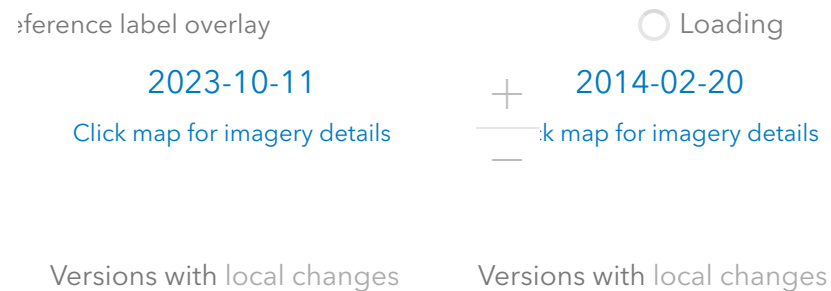 eference label overlay
Loading
2023-10-11
2014-02-20
Click map for imagery details
k map for imagery details
Versions with local changes
Versions with local changes